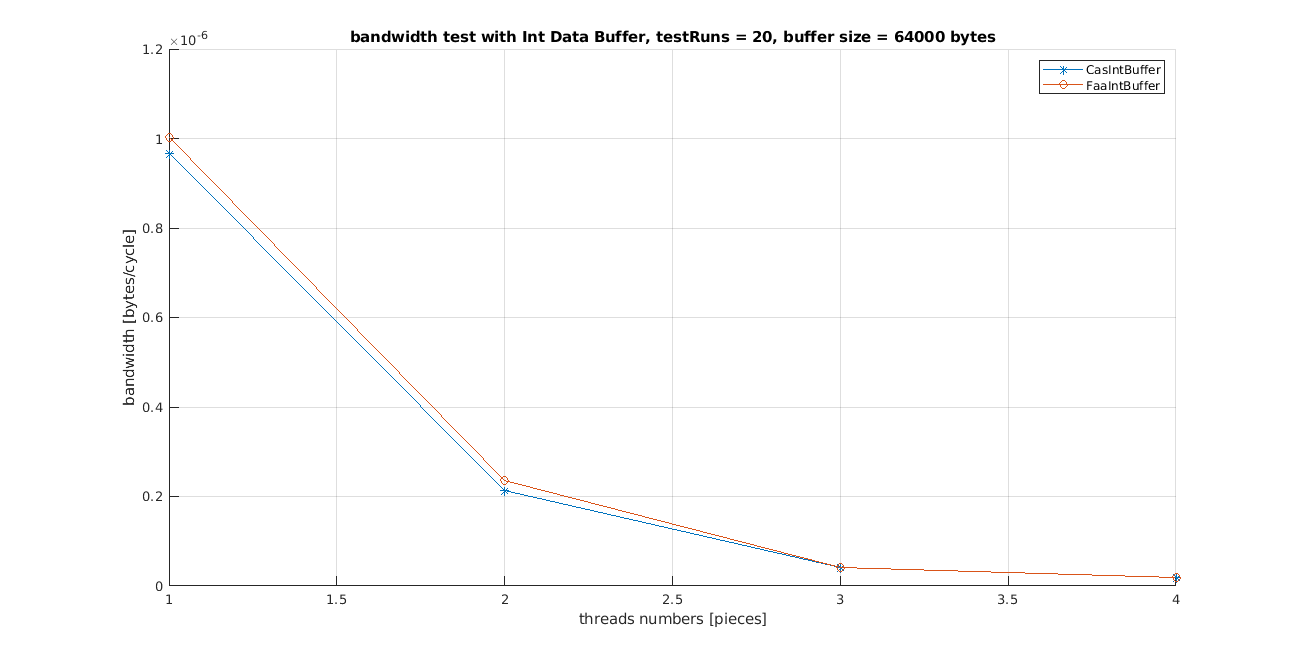 bandwidth test with Int Data Buffer, testRuns = 20, buffer size = 64000 bytes
×10^-6
CasIntBuffer
FaaIntBuffer
bandwidth [bytes/cycle]
1.2
1
0.8
0.6
0.4
0.2
0
1 1.5 2 2.5 3 3.5 4
threads numbers [pieces]